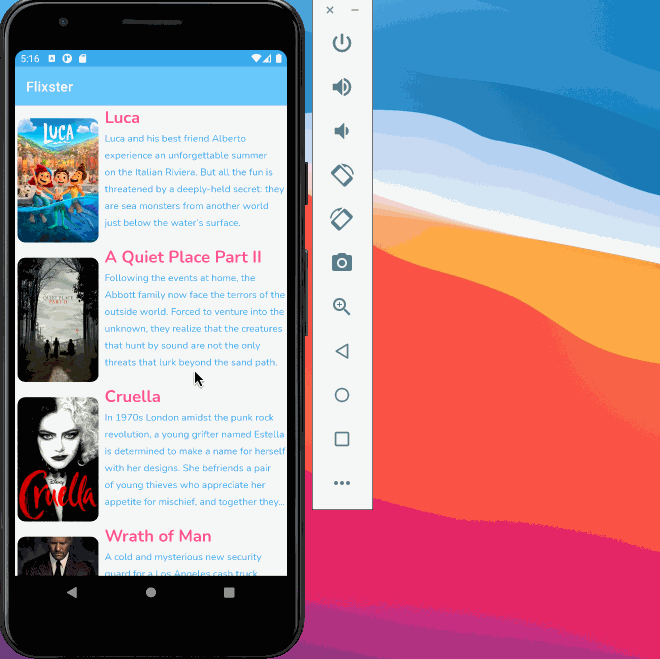 5:16
Flixster
LUCA
Luca
Luca and his best friend Alberto
experience an unforgettable summer
on the Italian Riviera. But all the fun is
threatened by a deeply-held secret: they
are sea monsters from another world
just below the water's surface.
A QUIET PLACE
PART II
A Quiet Place Part II
Following the events at home, the
Abbott family now face the terrors of the
outside world. Forced to venture into the
unknown, they realize that the creatures
that hunt by sound are not the only
threats that lurk beyond the sand path.
Disney
Cruella
Cruella
In 1970s London amidst the punk rock
revolution, a young grifter named Estella
is determined to make a name for herself
with her designs. She befriends a pair
of young thieves who appreciate her
appetite for mischief, and together they...
Wrath of Man
A cold and mysterious new security
guard for a Los Angeles cash truck